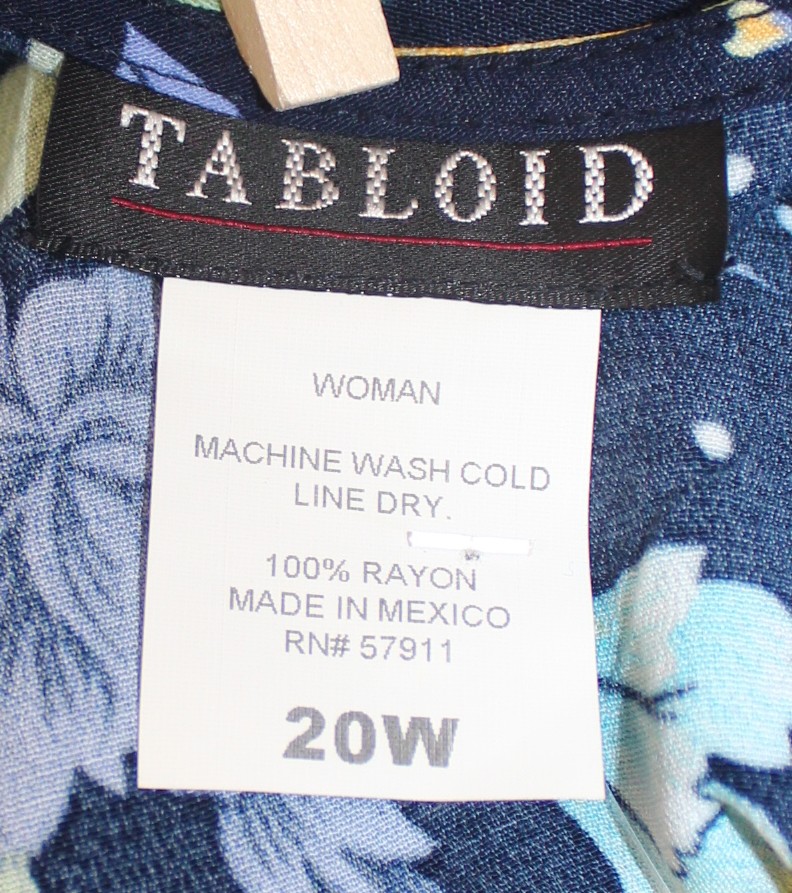 TABLOID
WOMAN
MACHINE WASH COLD
LINE DRY.
100% RAYON
MADE IN MEXICO
RN# 57911
20W